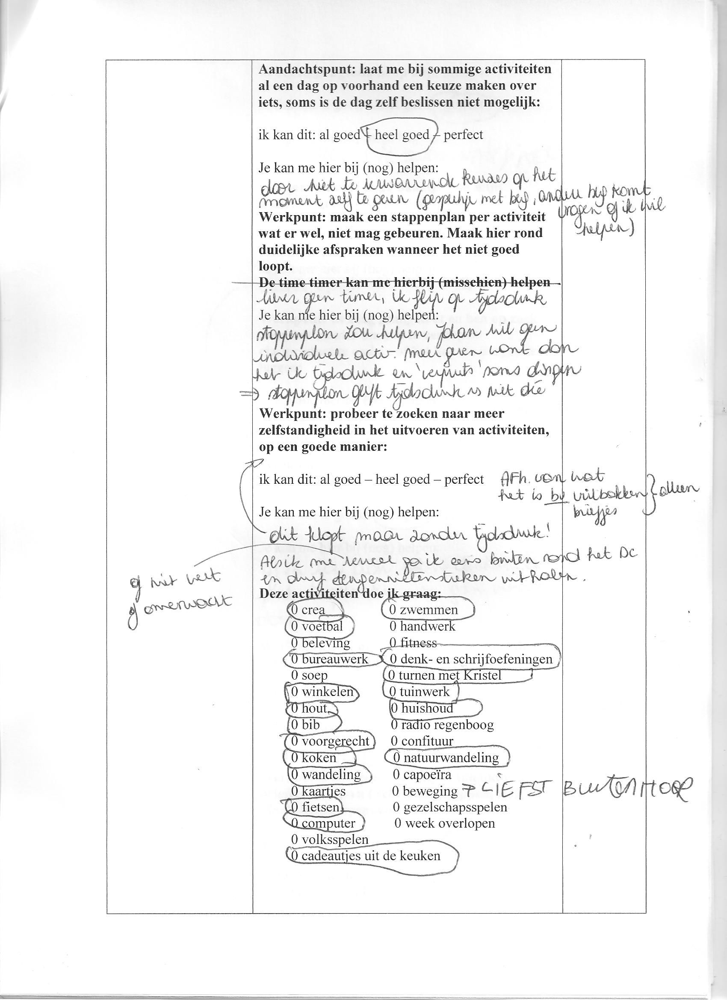 Aandachtspunt: laat me bij sommige activiteiten
al een dag op voorhand een keuze maken over
iets, soms is de dag zelf beslissen niet mogelijk:
ik kan dit: al goed – heel goed – perfect
Je kan me hier bij (nog) helpen:
door niet te verwarrende keuzes op het
moment zelf te geven (gesprekje met beg, andere beg komt
vragen of ik wil
helpen)
Werkpunt: maak een stappenplan per activiteit
wat er wel, niet mag gebeuren. Maak hier rond
duidelijke afspraken wanneer het niet goed
loopt.
De time timer kan me hierbij (misschien) helpen
liever geen timer, ik flip op tijdsdruk
Je kan me hier bij (nog) helpen:
stappenplan zou helpen, Johan wil geen
individuele activ. meer geven want dan
heb ik tijdsdruk en 'verpruts' soms dingen
=> stappenplan geeft tijdsdruk is niet oké
Werkpunt: probeer te zoeken naar meer
zelfstandigheid in het uitvoeren van activiteiten,
op een goede manier:
ik kan dit: al goed – heel goed – perfect AFh. van wat
het is bij vuilbakken } alleen
briefjes
Je kan me hier bij (nog) helpen:
dit klopt maar zonder tijdsdruk!
Als ik me verveel ga ik eens buiten rond het DC
en durf deugenietenstreken uithalen.
of niet weet
of onverwacht
Deze activiteiten doe ik graag:
0 crea 0 zwemmen
0 voetbal 0 handwerk
0 beleving 0 fitness
0 bureauwerk 0 denk- en schrijfoefeningen
0 soep 0 turnen met Kristel
0 winkelen 0 tuinwerk
0 hout 0 huishoud
0 bib 0 radio regenboog
0 voorgerecht 0 confituur
0 koken 0 natuurwandeling
0 wandeling 0 capoeïra
0 kaartjes 0 beweging → LIEFST BUITEN
0 fietsen 0 gezelschapsspelen
0 computer 0 week overlopen
0 volksspelen
0 cadeautjes uit de keuken